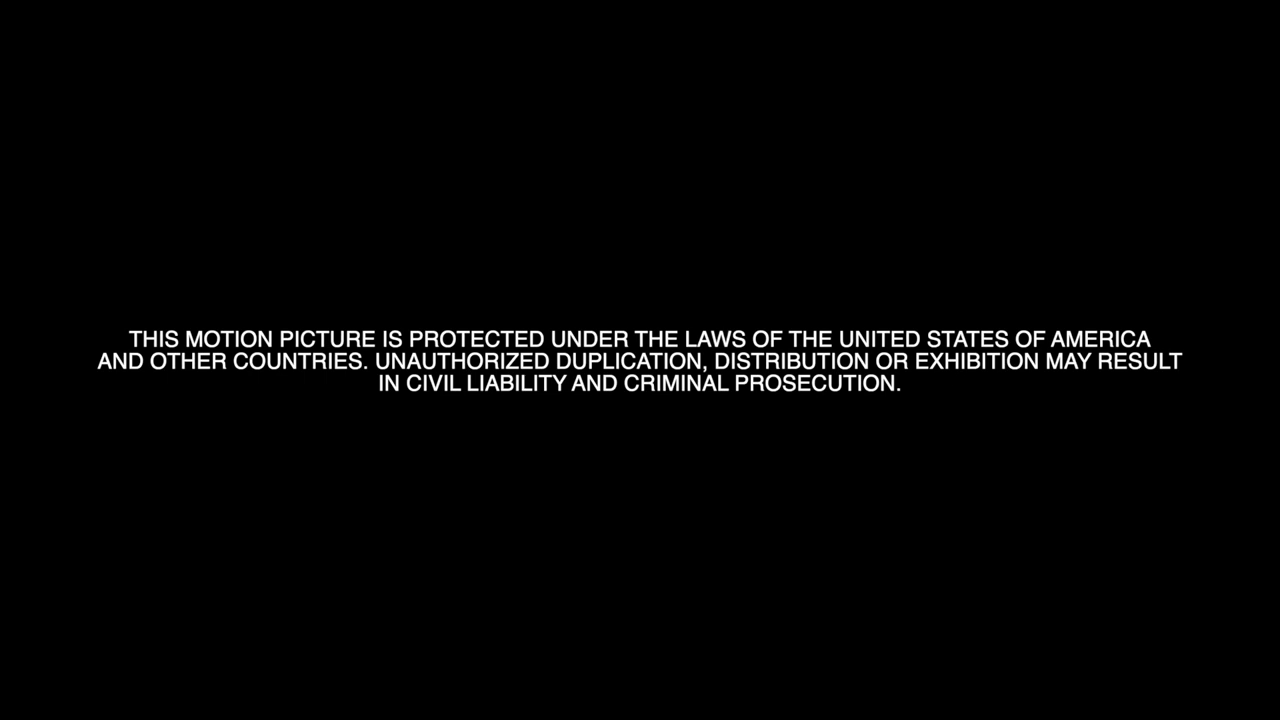 THIS MOTION PICTURE IS PROTECTED UNDER THE LAWS OF THE UNITED STATES OF AMERICA
AND OTHER COUNTRIES. UNAUTHORIZED DUPLICATION, DISTRIBUTION OR EXHIBITION MAY RESULT
IN CIVIL LIABILITY AND CRIMINAL PROSECUTION.